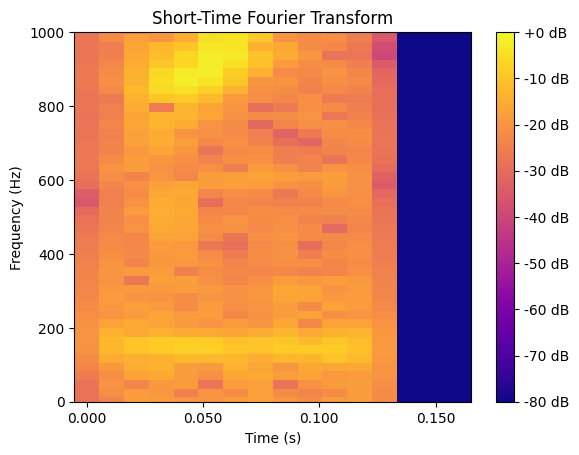 Short-Time Fourier Transform
1000
800
600
400
200
0
Frequency (Hz)
0.000
0.050
0.100
0.150
Time (s)
+0 dB
-10 dB
-20 dB
-30 dB
-40 dB
-50 dB
-60 dB
-70 dB
-80 dB